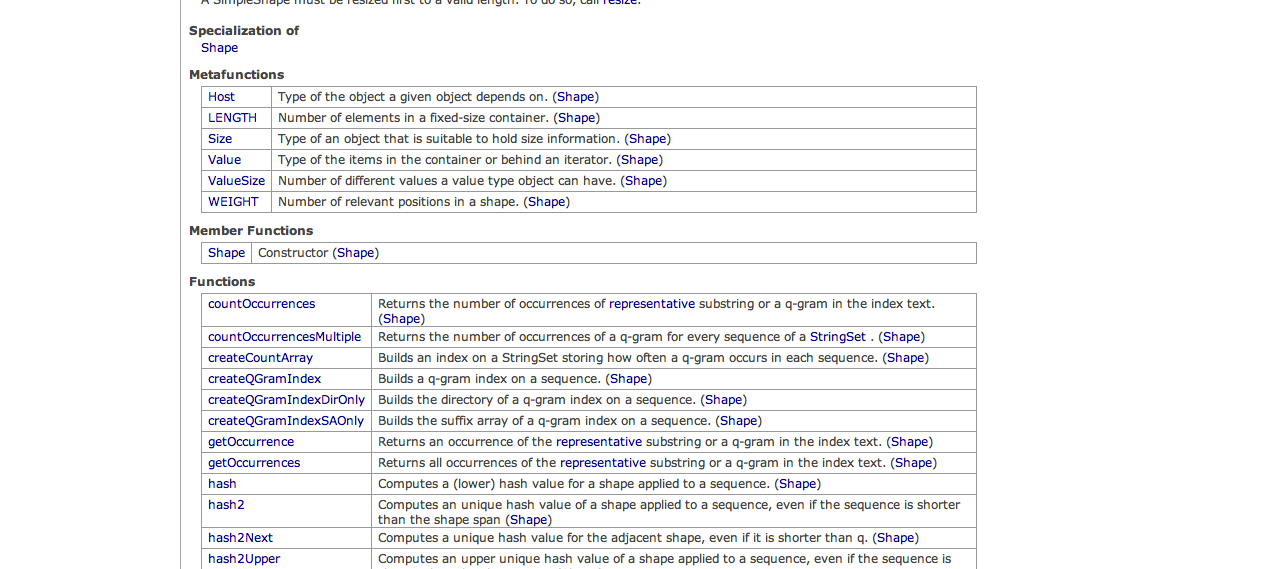 A SimpleShape must be resized first to a valid length. To do so, call resize.
Specialization of
Shape
Metafunctions
Host Type of the object a given object depends on. (Shape)
LENGTH Number of elements in a fixed-size container. (Shape)
Size Type of an object that is suitable to hold size information. (Shape)
Value Type of the items in the container or behind an iterator. (Shape)
ValueSize Number of different values a value type object can have. (Shape)
WEIGHT Number of relevant positions in a shape. (Shape)
Member Functions
Shape Constructor (Shape)
Functions
countOccurrences Returns the number of occurrences of representative substring or a q-gram in the index text.
(Shape)
countOccurrencesMultiple Returns the number of occurrences of a q-gram for every sequence of a StringSet . (Shape)
createCountArray Builds an index on a StringSet storing how often a q-gram occurs in each sequence. (Shape)
createQGramIndex Builds a q-gram index on a sequence. (Shape)
createQGramIndexDirOnly Builds the directory of a q-gram index on a sequence. (Shape)
createQGramIndexSAOnly Builds the suffix array of a q-gram index on a sequence. (Shape)
getOccurrence Returns an occurrence of the representative substring or a q-gram in the index text. (Shape)
getOccurrences Returns all occurrences of the representative substring or a q-gram in the index text. (Shape)
hash Computes a (lower) hash value for a shape applied to a sequence. (Shape)
hash2 Computes an unique hash value of a shape applied to a sequence, even if the sequence is shorter
than the shape span (Shape)
hash2Next Computes a unique hash value for the adjacent shape, even if it is shorter than q. (Shape)
hash2Upper Computes an upper unique hash value of a shape applied to a sequence, even if the sequence is